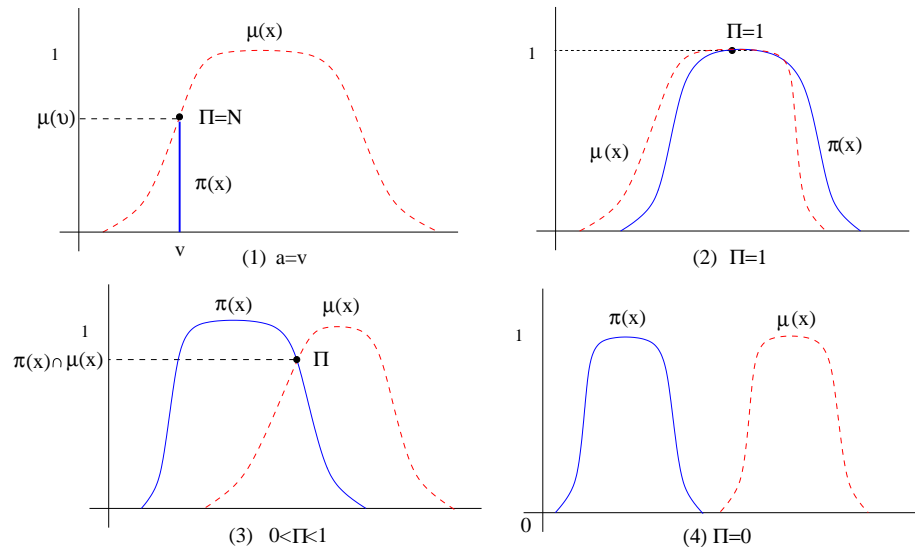 μ(x)
1
μ(υ)
Π=N
π(x)
v
(1) a=v
Π=1
1
μ(x)
π(x)
(2) Π=1
π(x)
μ(x)
1
π(x)∩μ(x)
Π
(3) 0<Π<1
π(x)
μ(x)
1
0
(4) Π=0